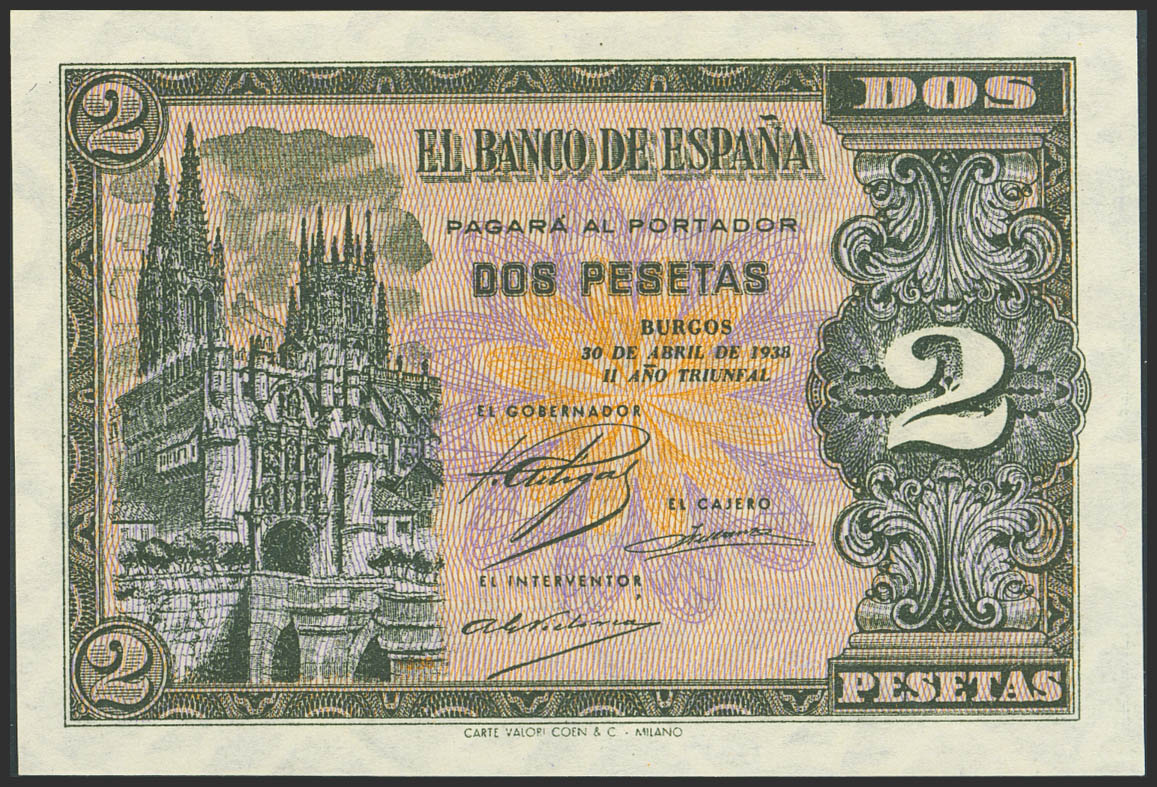 2
DOS
EL BANCO DE ESPAÑA
PAGARÁ AL PORTADOR
DOS PESETAS
BURGOS
30 DE ABRIL DE 1938
II AÑO TRIUNFAL
2
EL GOBERNADOR
EL CAJERO
EL INTERVENTOR,
2
PESETAS
CARTE VALORI COEN & C. - MILANO